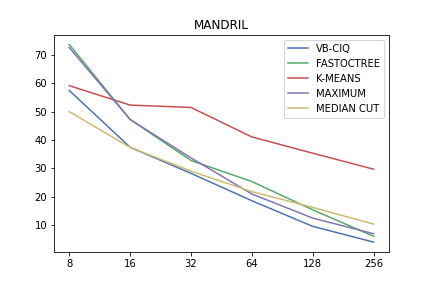 MANDRIL
VB-CIQ
FASTOCTREE
K-MEANS
MAXIMUM
MEDIAN CUT
70
60
50
40
30
20
10
8 16 32 64 128 256